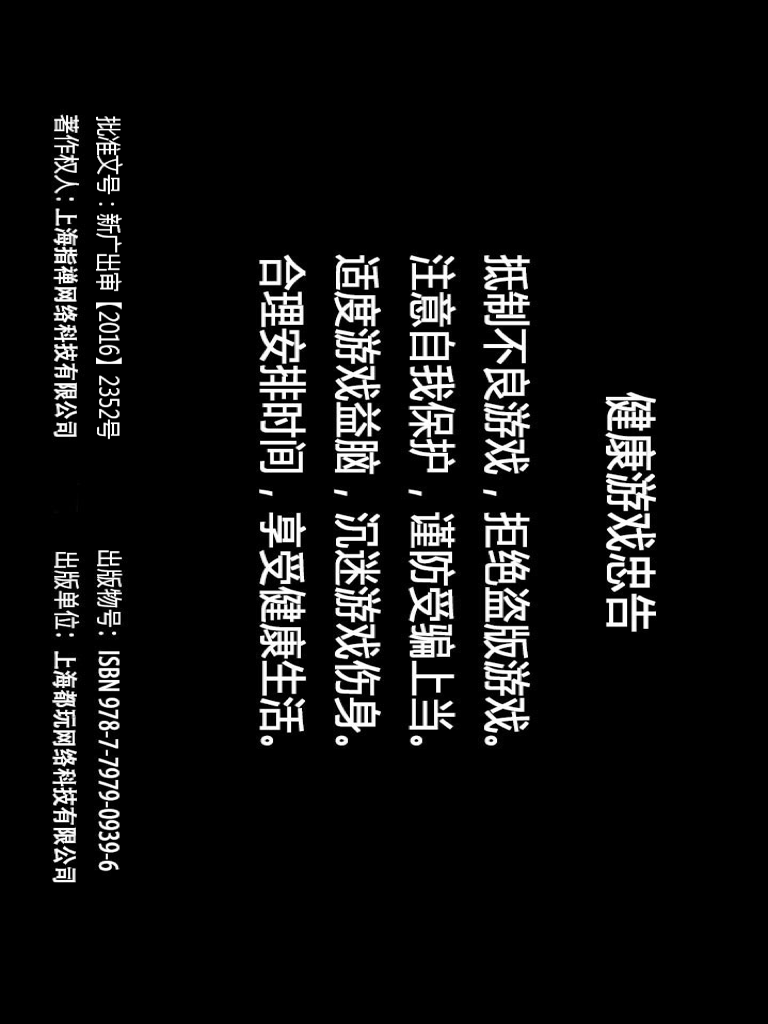 健康游戏忠告
抵制不良游戏，拒绝盗版游戏。
注意自我保护，谨防受骗上当。
适度游戏益脑，沉迷游戏伤身。
合理安排时间，享受健康生活。
批准文号：新广出审【2016】2352号
出版物号： ISBN 978-7-7979-0939-6
著作权人：上海指禅网络科技有限公司
出版单位： 上海都玩网络科技有限公司